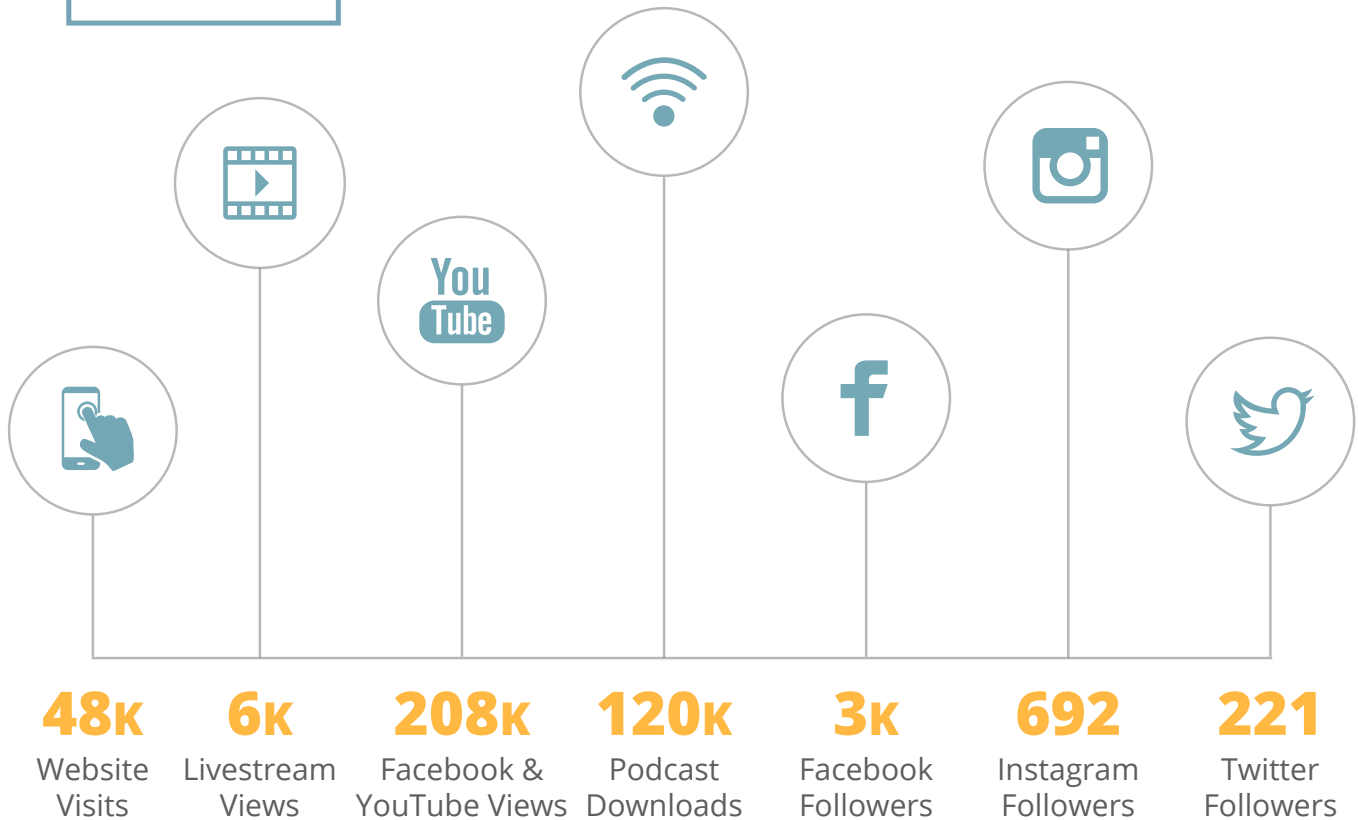 You
Tube
48K 6K 208K 120K 3K 692 221
Website Livestream Facebook & Podcast Facebook Instagram Twitter
Visits Views YouTube Views Downloads Followers Followers Followers